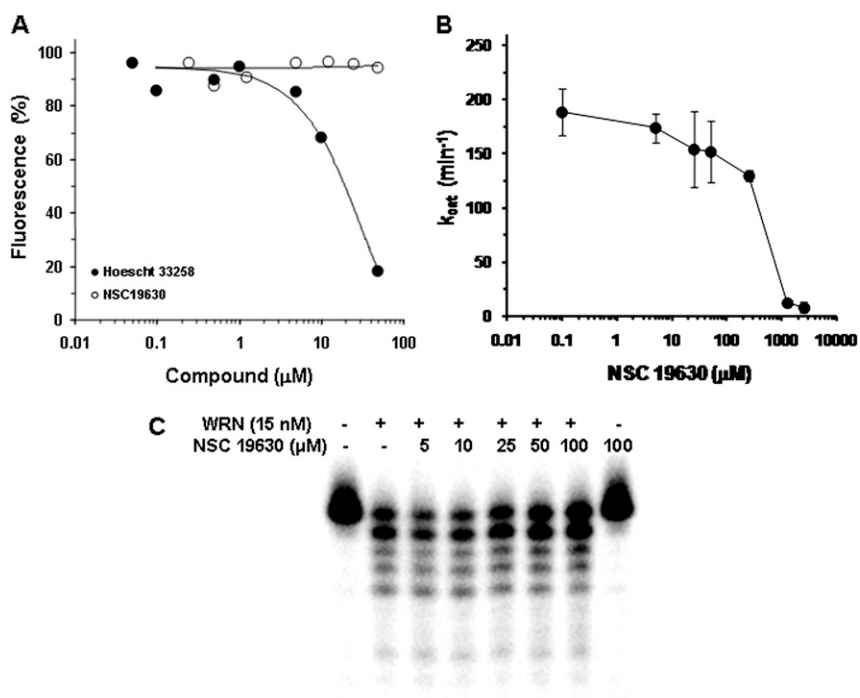 A
Fluorescence (%)
100
80
60
40
20
0
● Hoescht 33258
○ NSC19630
0.01 0.1 1 10 100
Compound (μM)
B
k cat (min-1)
250
200
150
100
50
0
0.01 0.1 1 10 100 1000 10000
NSC 19630 (μM)
C
WRN (15 nM) - + + + + + + -
NSC 19630 (μM) - - 5 10 25 50 100 100